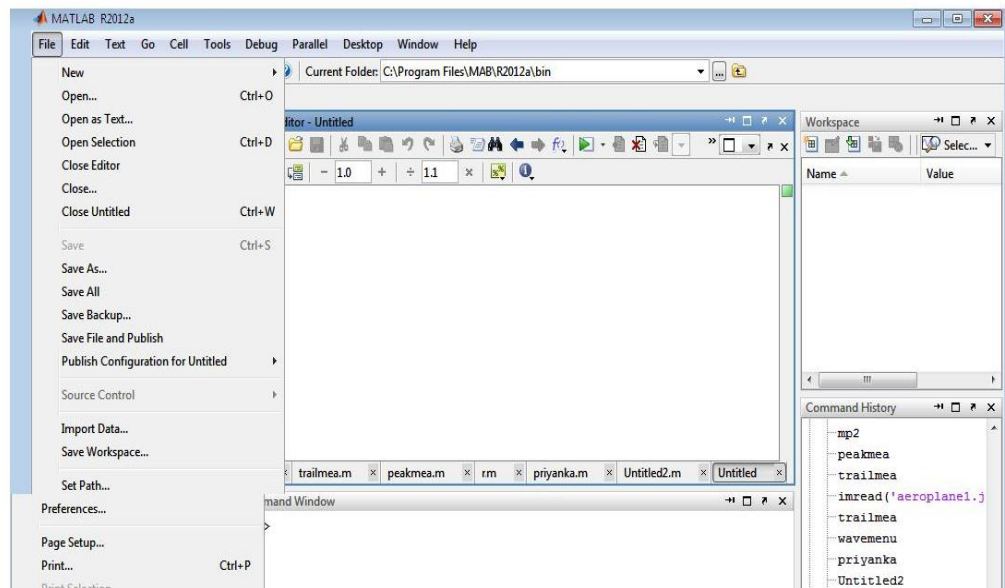 MATLAB R2012a
File Edit Text Go Cell Tools Debug Parallel Desktop Window Help
New
Open... Ctrl+O
Open as Text...
Open Selection Ctrl+D
Close Editor
Close...
Close Untitled Ctrl+W
Save Ctrl+S
Save As...
Save All
Save Backup...
Save File and Publish
Publish Configuration for Untitled
Source Control
Import Data...
Save Workspace...
Set Path...
Preferences...
Page Setup...
Print... Ctrl+P
Print Selection
Current Folder: C:\Program Files\MAB\R2012a\bin
ditor - Untitled
- 1.0 + ÷ 1.1 ×
trailmea.m × peakmea.m × r.m × priyanka.m × Untitled2.m × Untitled ×
mand Window
>
Workspace
Selec...
Name Value
Command History
mp2
peakmea
trailmea
imread('aeroplane1.j
trailmea
wavemenu
priyanka
Untitled2